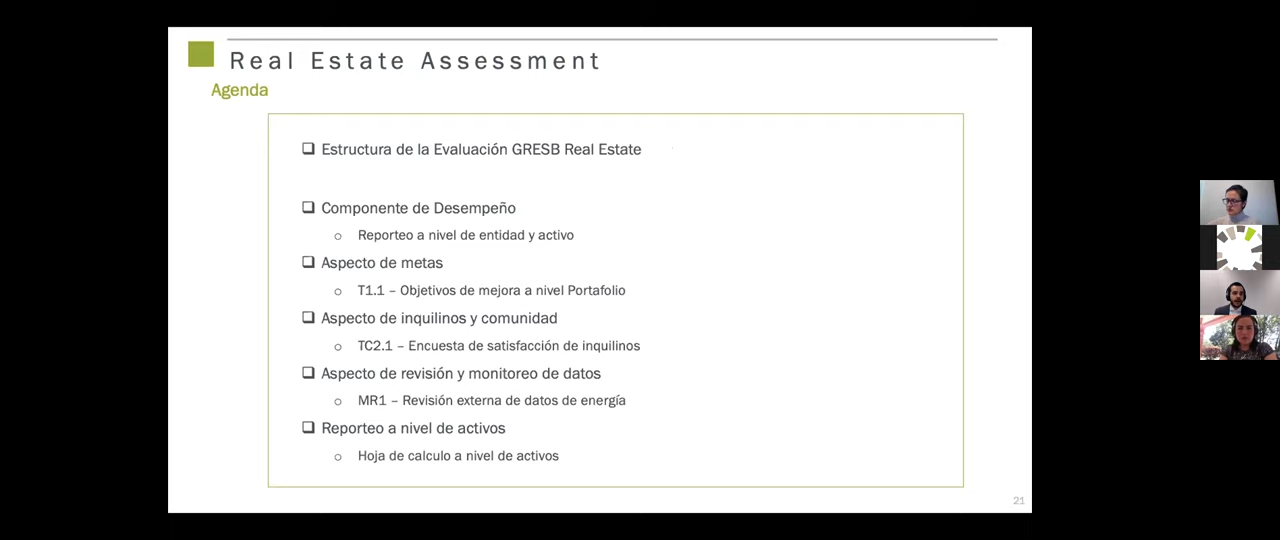 Real Estate Assessment
Agenda
Estructura de la Evaluación GRESB Real Estate
Componente de Desempeño
Reporteo a nivel de entidad y activo
Aspecto de metas
T1.1 – Objetivos de mejora a nivel Portafolio
Aspecto de inquilinos y comunidad
TC2.1 – Encuesta de satisfacción de inquilinos
Aspecto de revisión y monitoreo de datos
MR1 – Revisión externa de datos de energía
Reporteo a nivel de activos
Hoja de calculo a nivel de activos
21